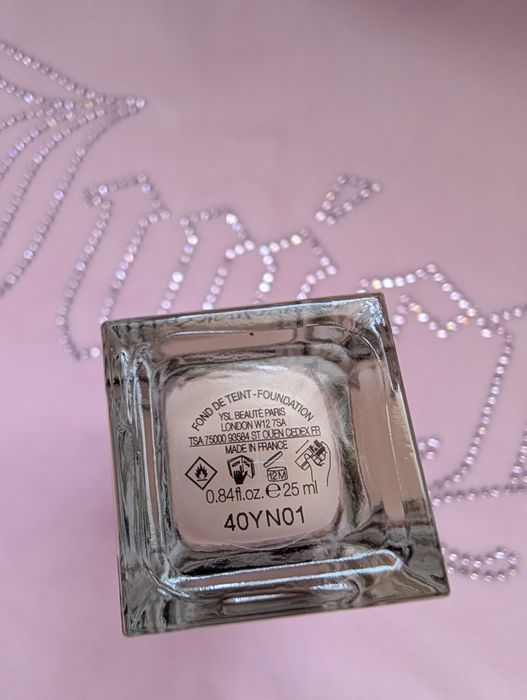 FOND DE TEINT-FOUNDATION
YSL BEAUTÉ PARIS
LONDON W12 7SA
TSA 75000 93584 ST OUEN CEDEX FR
MADE IN FRANCE
12M
0.84fl.oz. ℮ 25 ml
40YN01